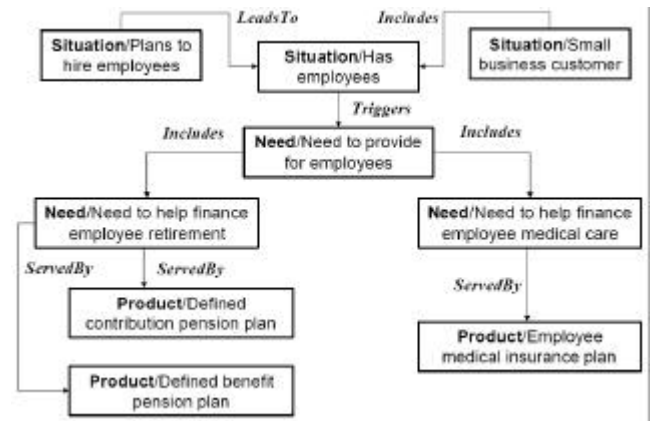 LeadsTo
Includes
Situation/Plans to
hire employees
Situation/Has
employees
Situation/Small
business customer
Triggers
Includes
Need/Need to provide
for employees
Includes
Need/Need to help finance
employee retirement
Need/Need to help finance
employee medical care
ServedBy
ServedBy
ServedBy
Product/Defined
contribution pension plan
Product/Employee
medical insurance plan
Product/Defined benefit
pension plan